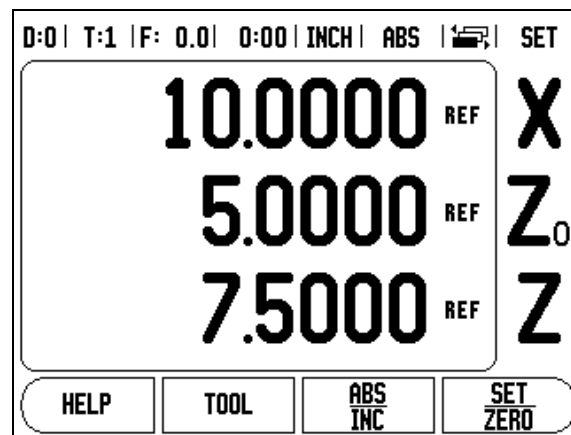 D:0 | T:1 | F: 0.0 | 0:00 | INCH | ABS | SET
10.0000 REF X
5.0000 REF Z0
7.5000 REF Z
HELP TOOL ABS SET
INC ZERO